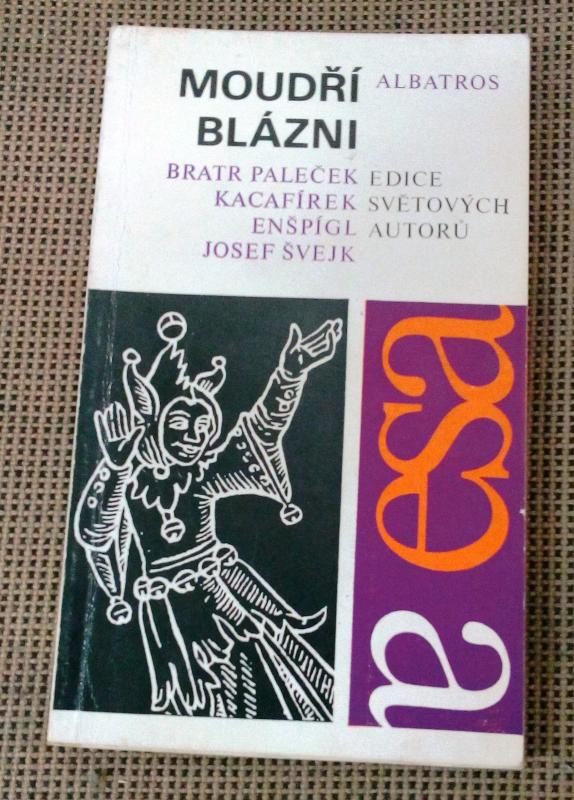 MOUDŘÍ
BLÁZNI
ALBATROS
BRATR PALEČEK
KACAFÍREK
ENŠPÍGL
JOSEF ŠVEJK
EDICE
SVĚTOVÝCH
AUTORŮ
esa
a